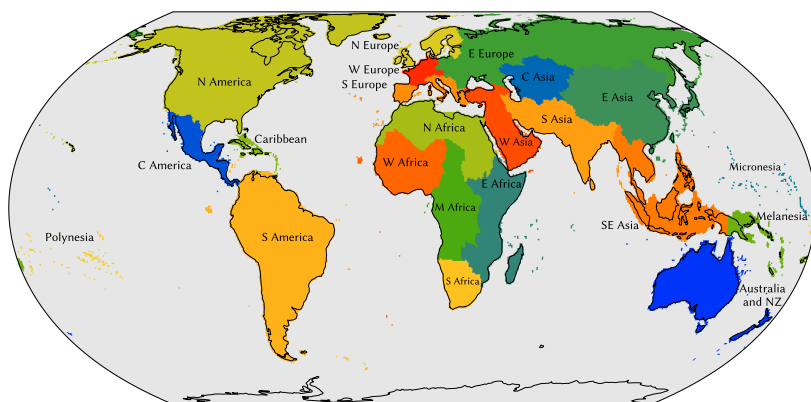 N Europe
E Europe
W Europe
C Asia
N America
S Europe
E Asia
S Asia
N Africa
Caribbean
W Asia
W Africa
C America
Micronesia
E Africa
M Africa
Melanesia
SE Asia
Polynesia
S America
S Africa
Australia
and NZ